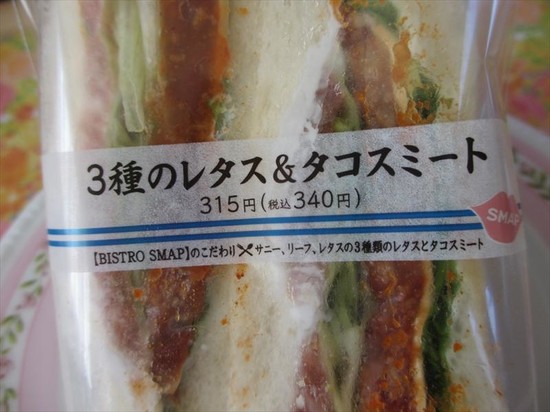 3種のレタス&タコスミート
315円(税込340円)
SMAP
【BISTRO SMAP】のこだわり サニー、リーフ、レタスの3種類のレタスとタコスミート